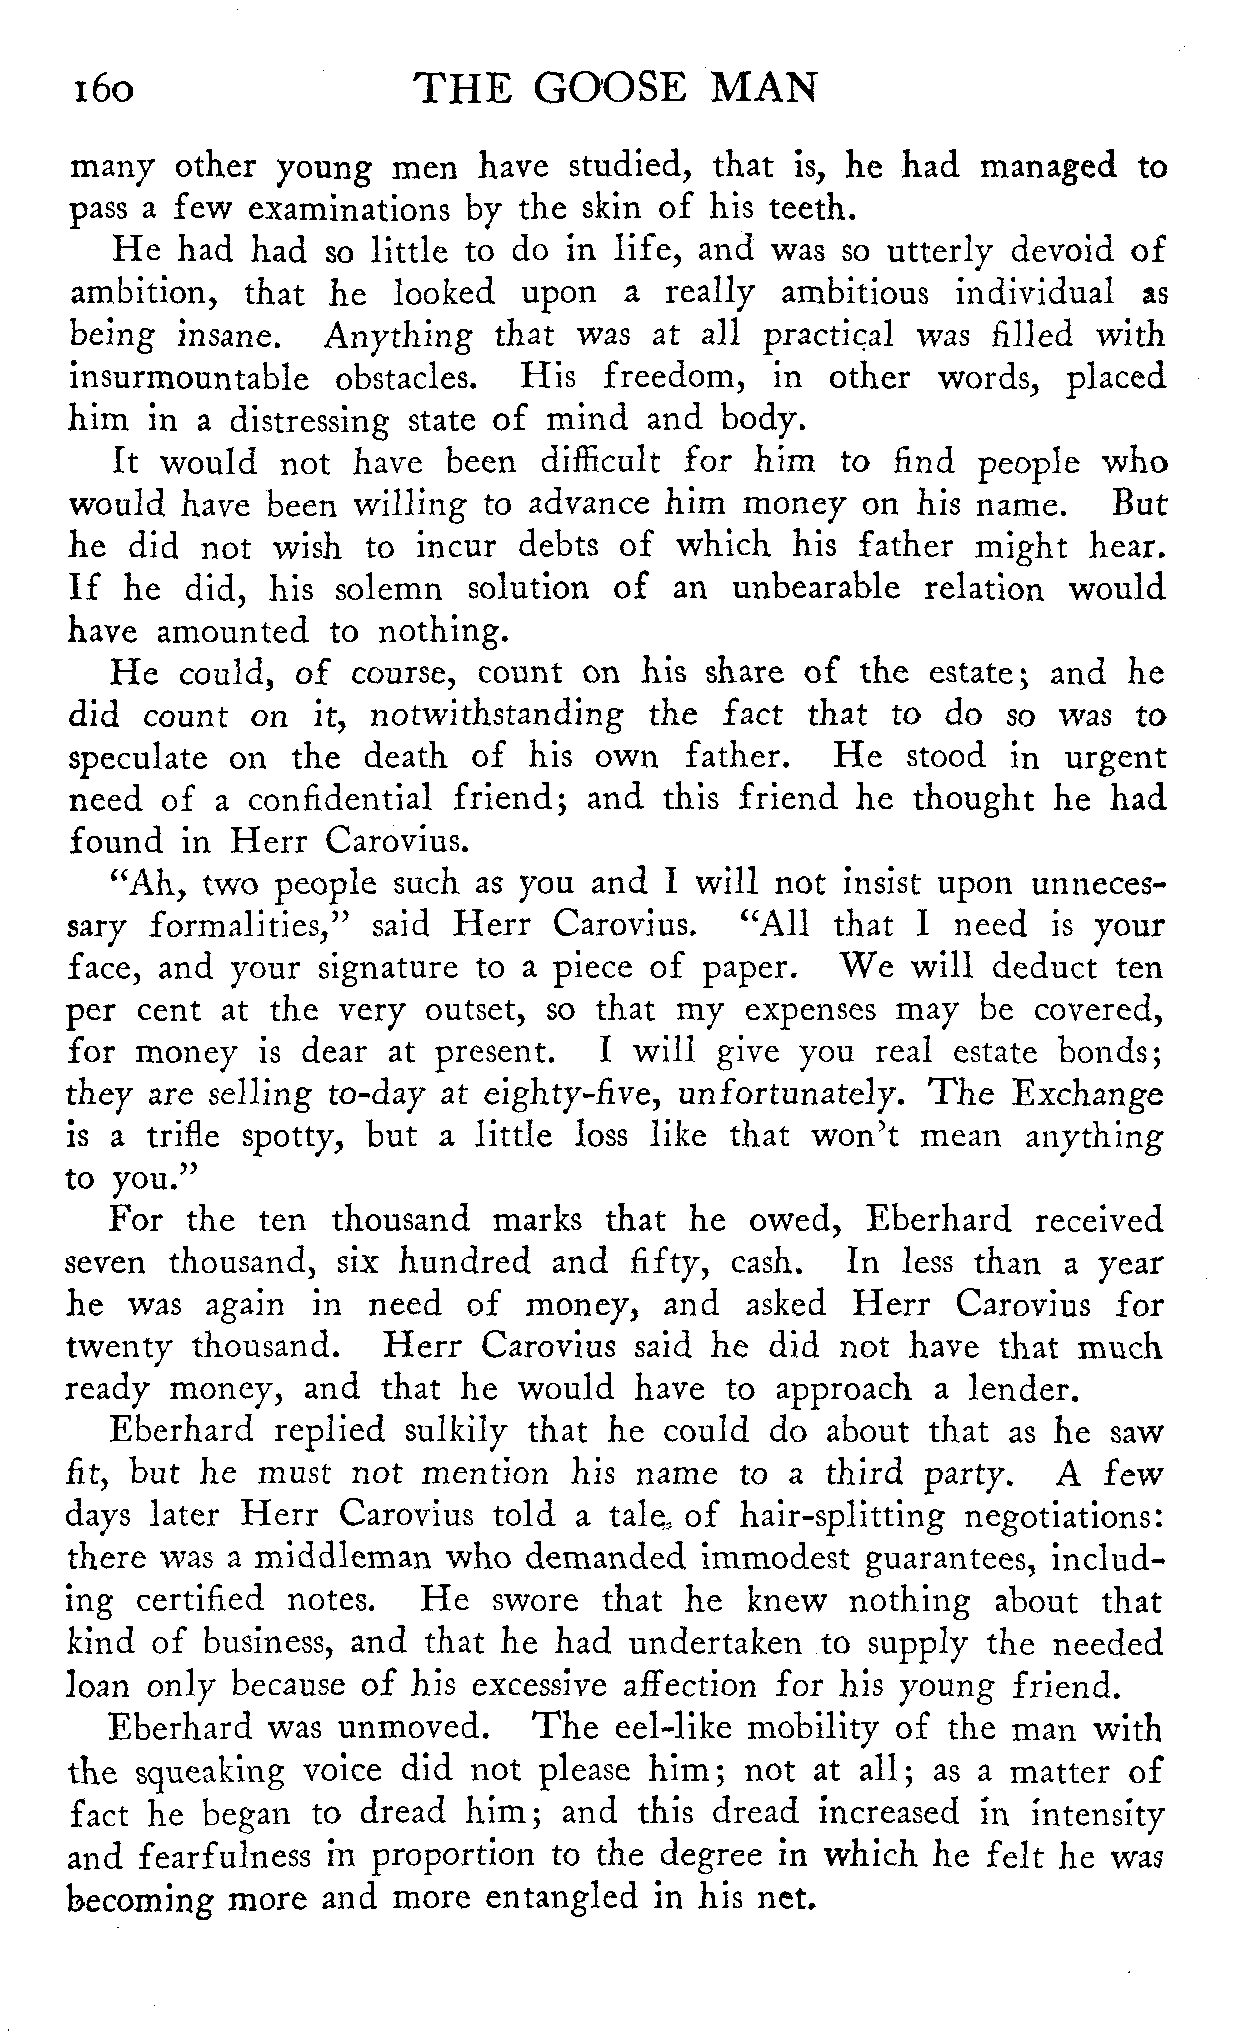 160 THE GOOSE MAN
many other young men have studied, that is, he had managed to
pass a few examinations by the skin of his teeth.
He had had so little to do in life, and was so utterly devoid of
ambition, that he looked upon a really ambitious individual as
being insane. Anything that was at all practical was filled with
insurmountable obstacles. His freedom, in other words, placed
him in a distressing state of mind and body.
It would not have been difficult for him to find people who
would have been willing to advance him money on his name. But
he did not wish to incur debts of which his father might hear.
If he did, his solemn solution of an unbearable relation would
have amounted to nothing.
He could, of course, count on his share of the estate; and he
did count on it, notwithstanding the fact that to do so was to
speculate on the death of his own father. He stood in urgent
need of a confidential friend; and this friend he thought he had
found in Herr Carovius.
"Ah, two people such as you and I will not insist upon unneces-
sary formalities," said Herr Carovius. "All that I need is your
face, and your signature to a piece of paper. We will deduct ten
per cent at the very outset, so that my expenses may be covered,
for money is dear at present. I will give you real estate bonds;
they are selling to-day at eighty-five, unfortunately. The Exchange
is a trifle spotty, but a little loss like that won't mean anything
to you."
For the ten thousand marks that he owed, Eberhard received
seven thousand, six hundred and fifty, cash. In less than a year
he was again in need of money, and asked Herr Carovius for
twenty thousand. Herr Carovius said he did not have that much
ready money, and that he would have to approach a lender.
Eberhard replied sulkily that he could do about that as he saw
fit, but he must not mention his name to a third party. A few
days later Herr Carovius told a tale of hair-splitting negotiations:
there was a middleman who demanded immodest guarantees, includ-
ing certified notes. He swore that he knew nothing about that
kind of business, and that he had undertaken to supply the needed
loan only because of his excessive affection for his young friend.
Eberhard was unmoved. The eel-like mobility of the man with
the squeaking voice did not please him; not at all; as a matter of
fact he began to dread him; and this dread increased in intensity
and fearfulness in proportion to the degree in which he felt he was
becoming more and more entangled in his net.